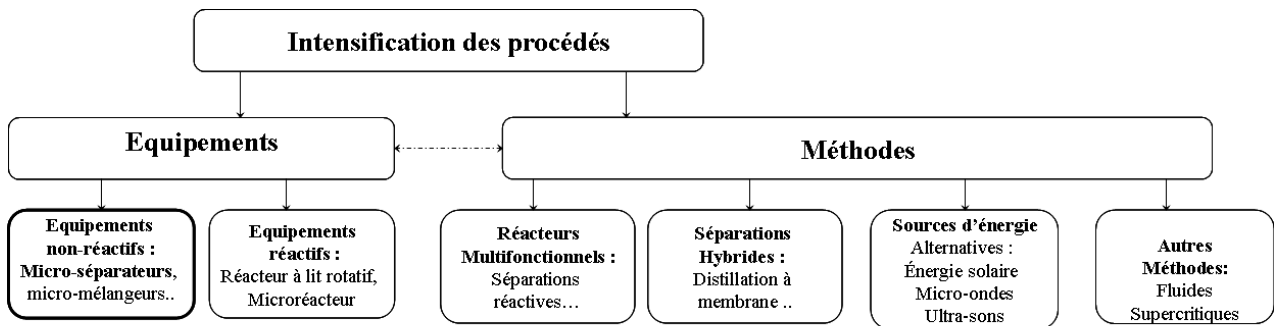 Intensification des procédés
Equipements
Méthodes
Equipements
non-réactifs :
Micro-séparateurs,
micro-mélangeurs..
Equipements
réactifs :
Réacteur à lit rotatif,
Microréacteur
Réacteurs
Multifonctionnels :
Séparations
réactives…
Séparations
Hybrides :
Distillation à
membrane ..
Sources d’énergie
Alternatives :
Énergie solaire
Micro-ondes
Ultra-sons
Autres
Méthodes:
Fluides
Supercritiques